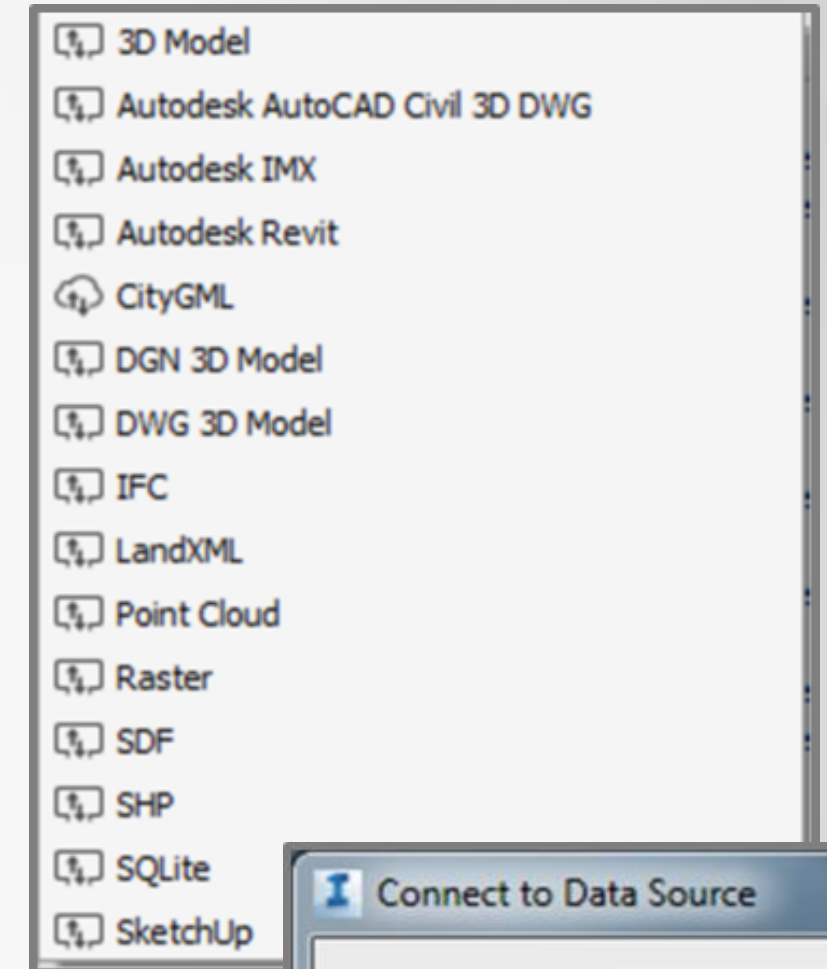 3D Model
Autodesk AutoCAD Civil 3D DWG
Autodesk IMX
Autodesk Revit
CityGML
DGN 3D Model
DWG 3D Model
IFC
LandXML
Point Cloud
Raster
SDF
SHP
SQLite
SketchUp
Connect to Data Source